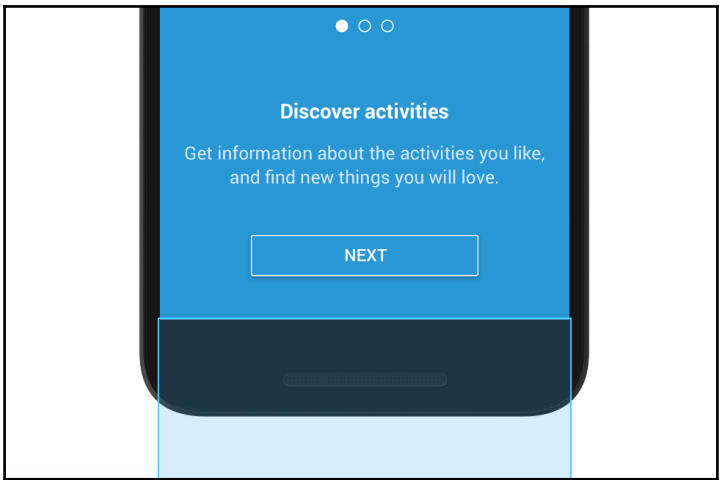 Discover activities
Get information about the activities you like,
and find new things you will love.
NEXT